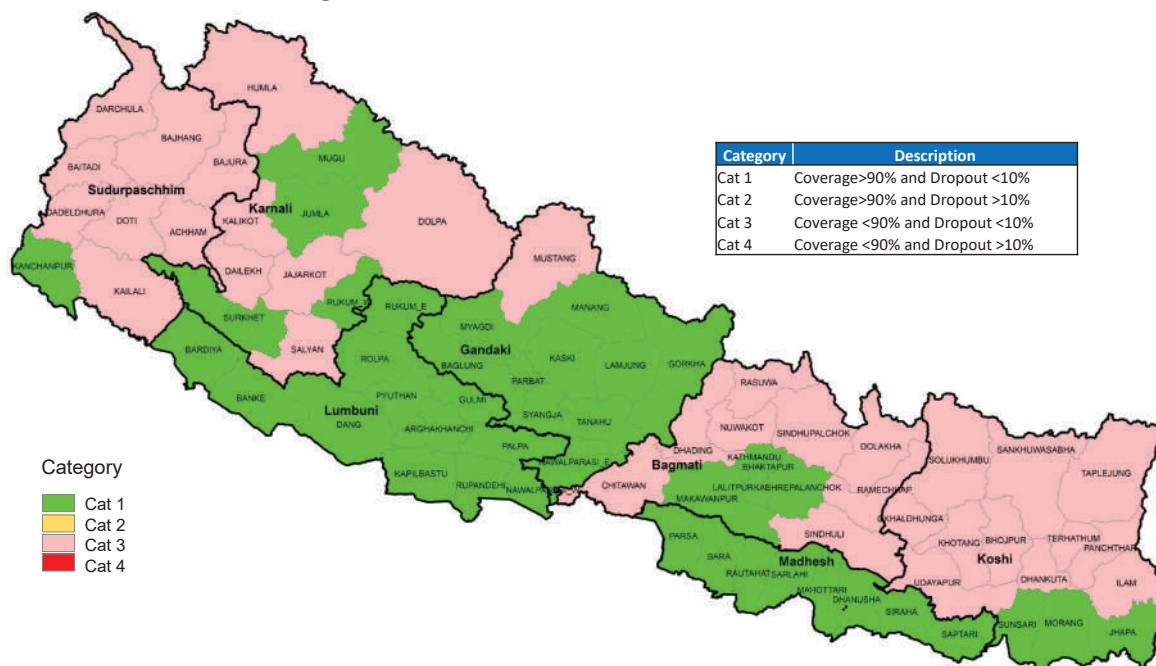 HUMLA
DARCHULA
BAJHANG
MUGU
BAITADI
BAJURA
Sudurpaschhim
Karnali
JUMLA
DADELDHURA
DOTI
KALIKOT
DOLPA
ACHHAM
KANCHANPUR
DAILEKH
JAJARKOT
MUSTANG
KAILALI
SURKHET
RUKUM_E
MANANG
SALYAN
MYAGDI
BARDIYA
ROLPA
Gandaki
KASKI
LAMJUNG
GORKHA
BAGLUNG
PARBAT
BANKE
PYUTHAN
GULMI
Lumbuni
DANG
SYANGJA
TANAHU
ARGHAKHANCHI
PALPA
KAPILBASTU
RUPANDEHI
Category Description
Cat 1 Coverage>90% and Dropout <10%
Cat 2 Coverage>90% and Dropout >10%
Cat 3 Coverage <90% and Dropout <10%
Cat 4 Coverage <90% and Dropout >10%
RASUWA
NUWAKOT
SINDHUPALCHOK
DHADING
DOLAKHA
KATHMANDU
BHAKTAPUR
Bagmati
CHITAWAN
LALITPUR
KABHREPALANCHOK
RAMECHHAP
MAKAWANPUR
SINDHULI
SOLUKHUMBU
SANKHUWASABHA
TAPLEJUNG
OKHALDHUNGA
KHOTANG
BHOJPUR
TERHATHUM
PANCHTHAR
Koshi
UDAYAPUR
DHANKUTA
ILAM
PARSA
BARA
Madhesh
RAUTAHAT
SARLAHI
MAHOTTARI
DHANUSHA
SIRAHA
SAPTARI
SUNSARI
MORANG
JHAPA
Category
Cat 1
Cat 2
Cat 3
Cat 4